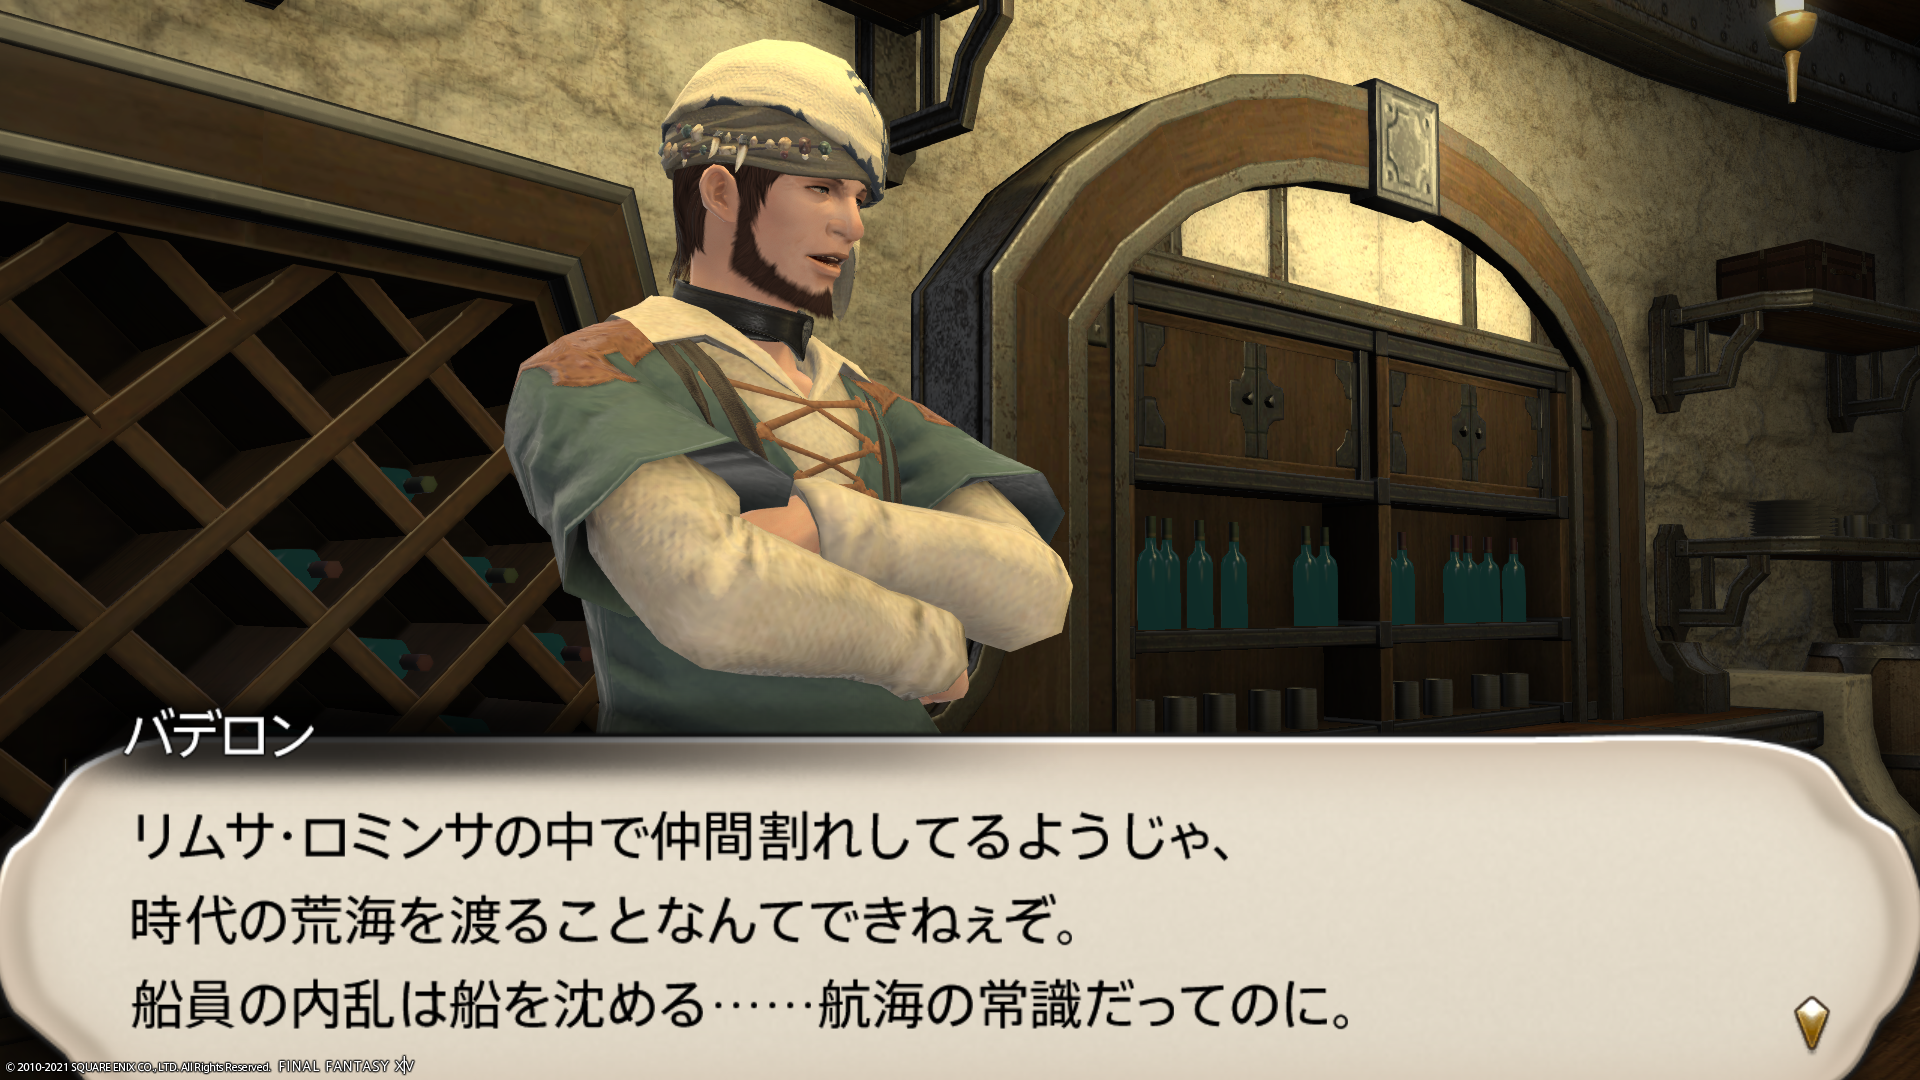 バデロン
リムサ・ロミンサの中で仲間割れしてるようじゃ、
時代の荒海を渡ることなんてできねぇぞ。
船員の内乱は船を沈める……航海の常識だってのに。
© 2010-2021 SQUARE ENIX CO., LTD. All Rights Reserved. FINAL FANTASY XIV